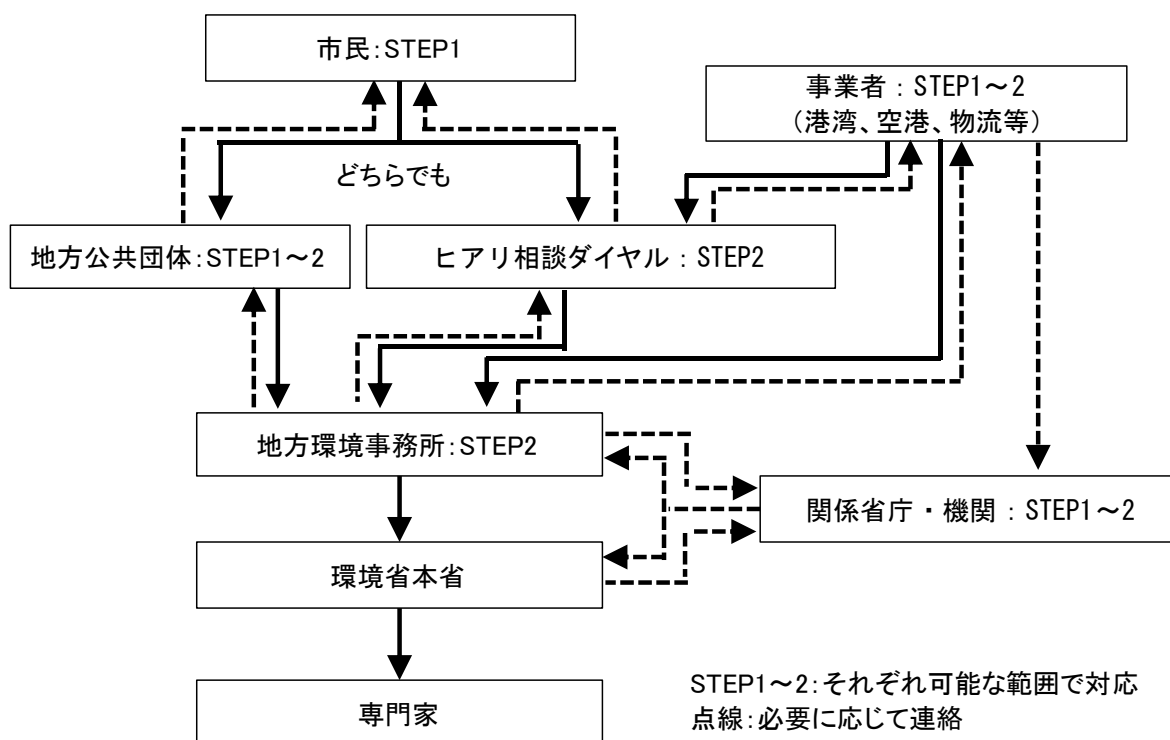 市民:STEP1
事業者：STEP1～2
(港湾、空港、物流等)
どちらでも
地方公共団体:STEP1～2
ヒアリ相談ダイヤル：STEP2
地方環境事務所:STEP2
関係省庁・機関：STEP1～2
環境省本省
専門家
STEP1～2:それぞれ可能な範囲で対応
点線:必要に応じて連絡